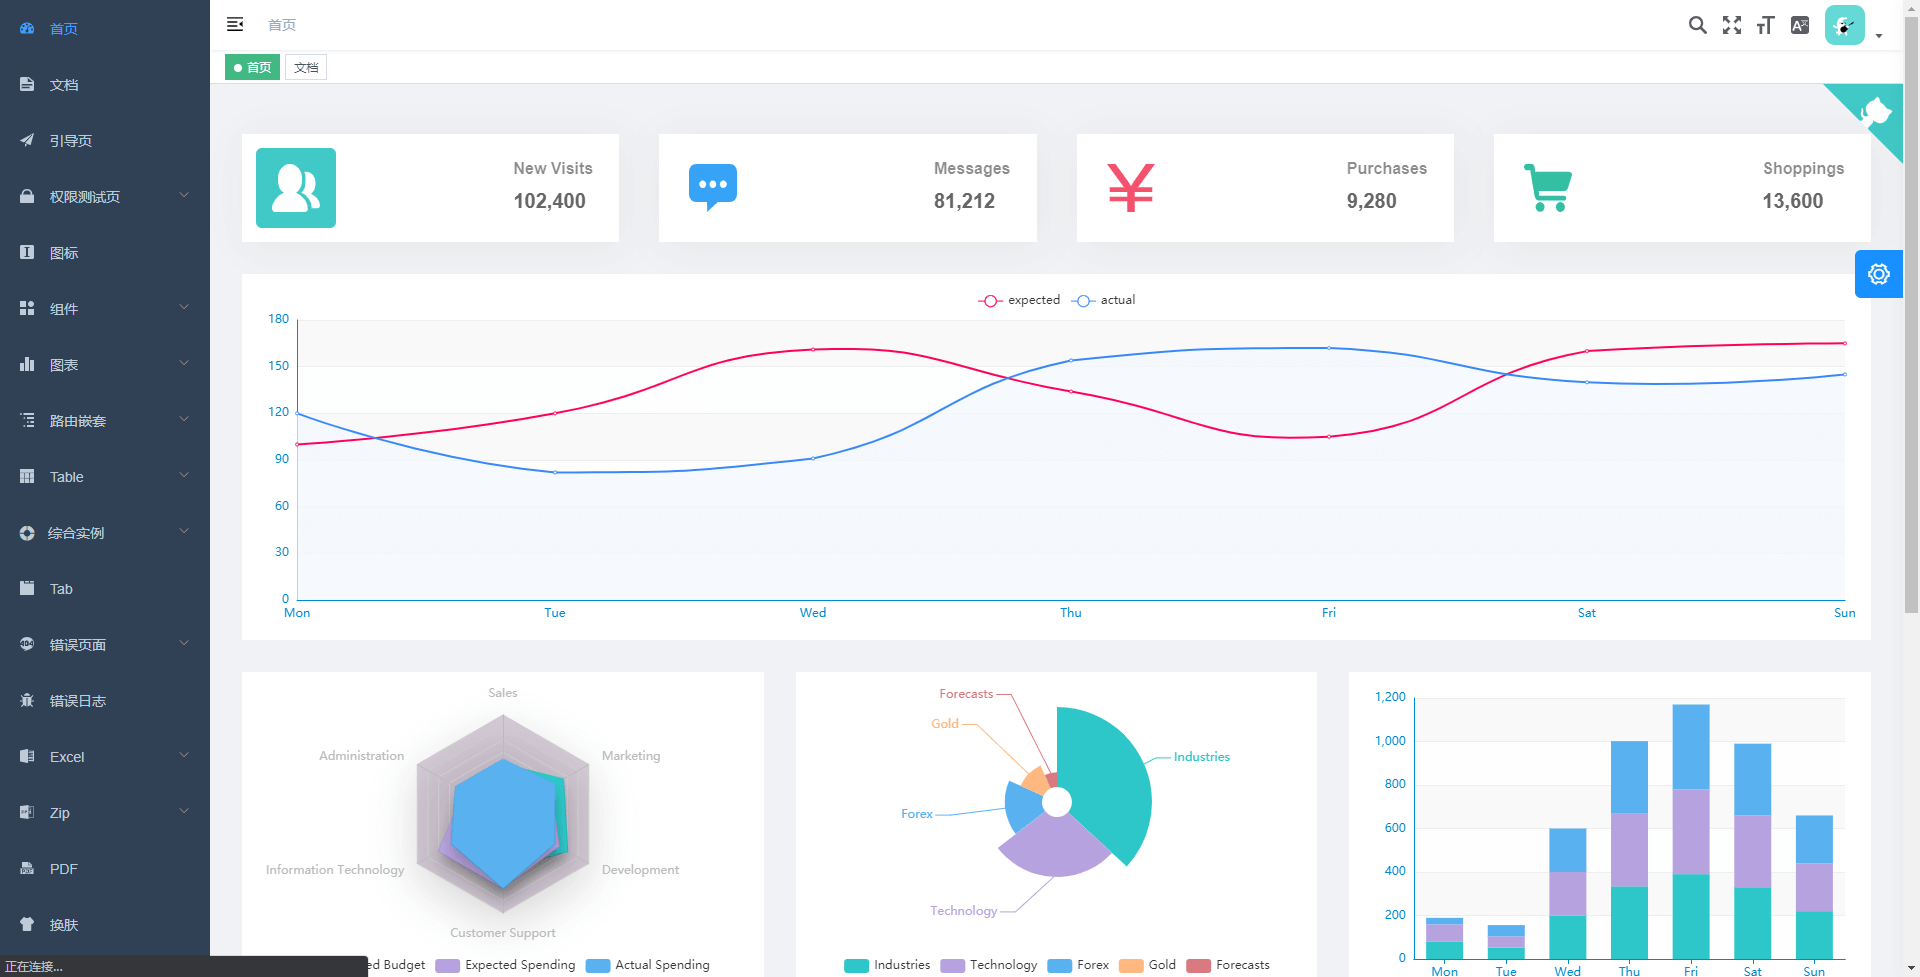 首页
文档
引导页
权限测试页
图标
组件
图表
路由嵌套
Table
综合实例
Tab
错误页面
错误日志
Excel
Zip
PDF
换肤
正在连接...
首页
首页
文档
New Visits
102,400
Messages
81,212
Purchases
9,280
Shoppings
13,600
expected actual
180
150
120
90
60
30
0
Mon Tue Wed Thu Fri Sat Sun
Sales
Administration
Marketing
Information Technology
Development
Customer Support
ed Budget Expected Spending Actual Spending
Forecasts
Gold
Industries
Forex
Technology
Industries Technology Forex Gold Forecasts
1,200
1,000
800
600
400
200
0
Mon Tue Wed Thu Fri Sat Sun